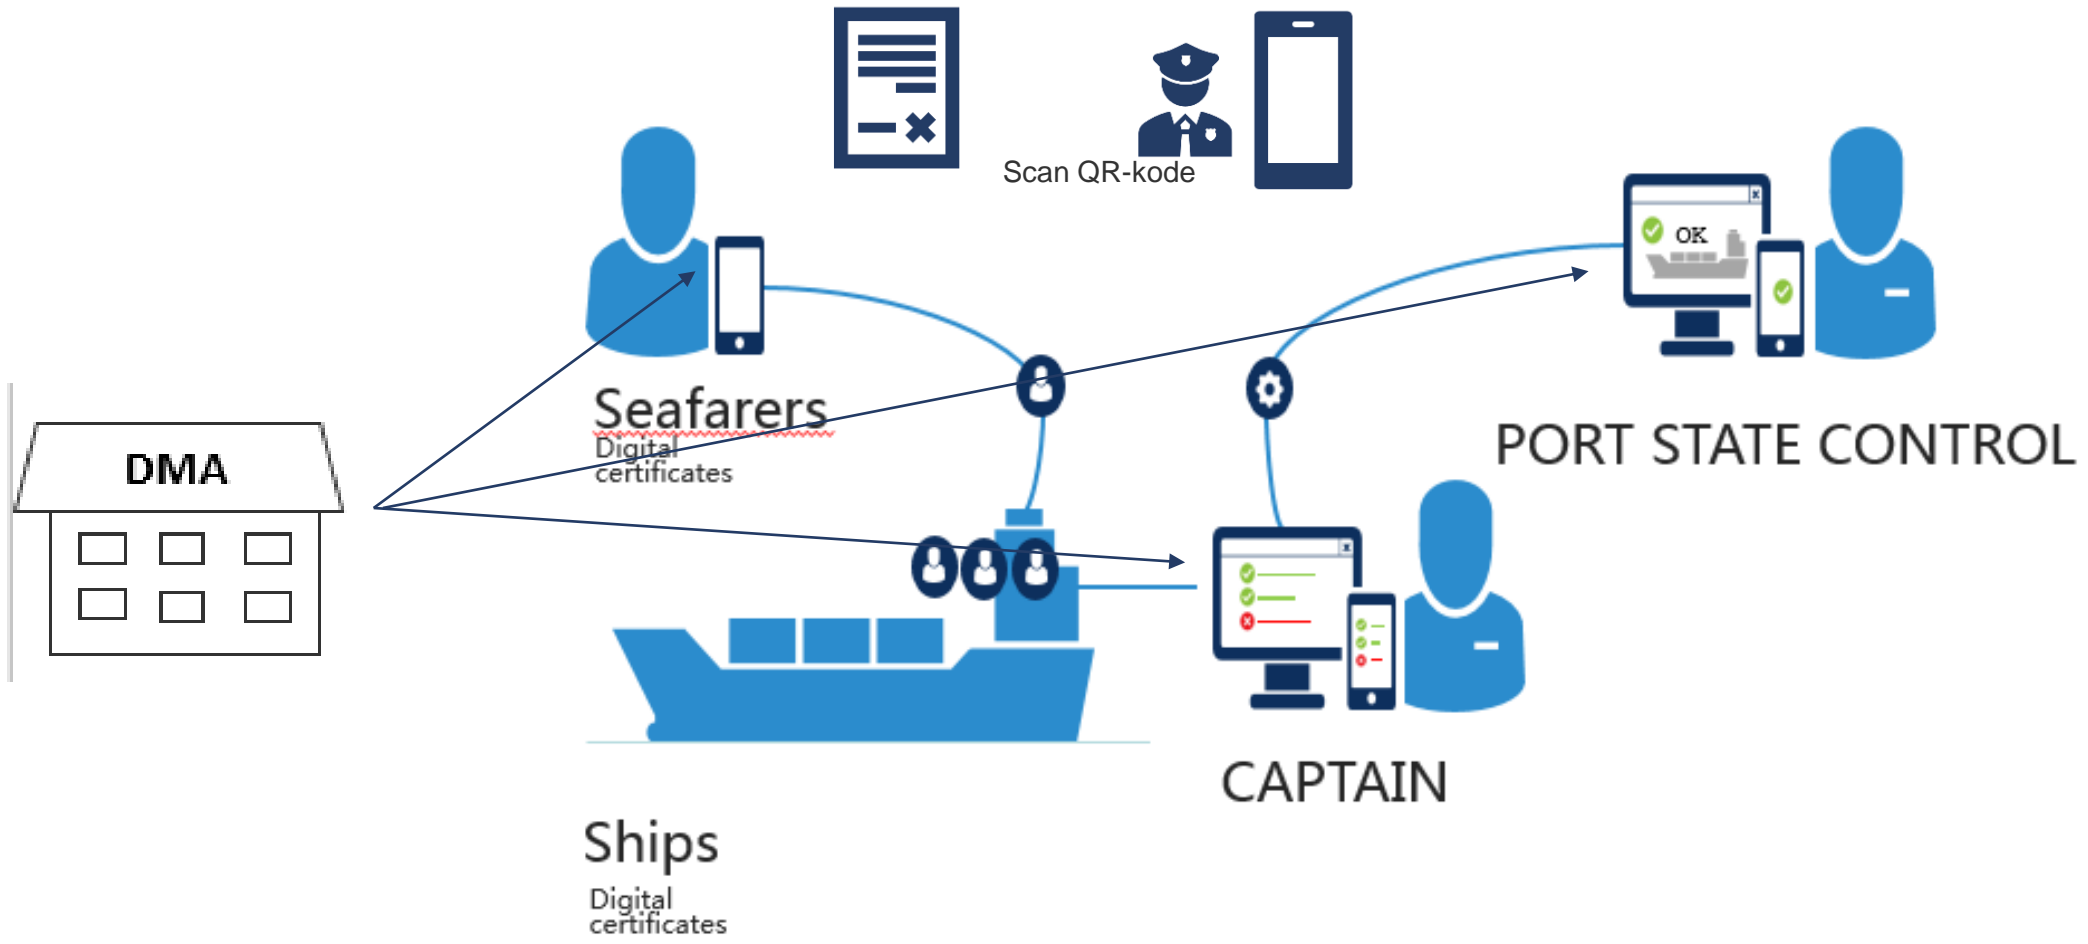 Scan QR-kode
OK
Seafarers
Digital
certificates
PORT STATE CONTROL
DMA
CAPTAIN
Ships
Digital
certificates